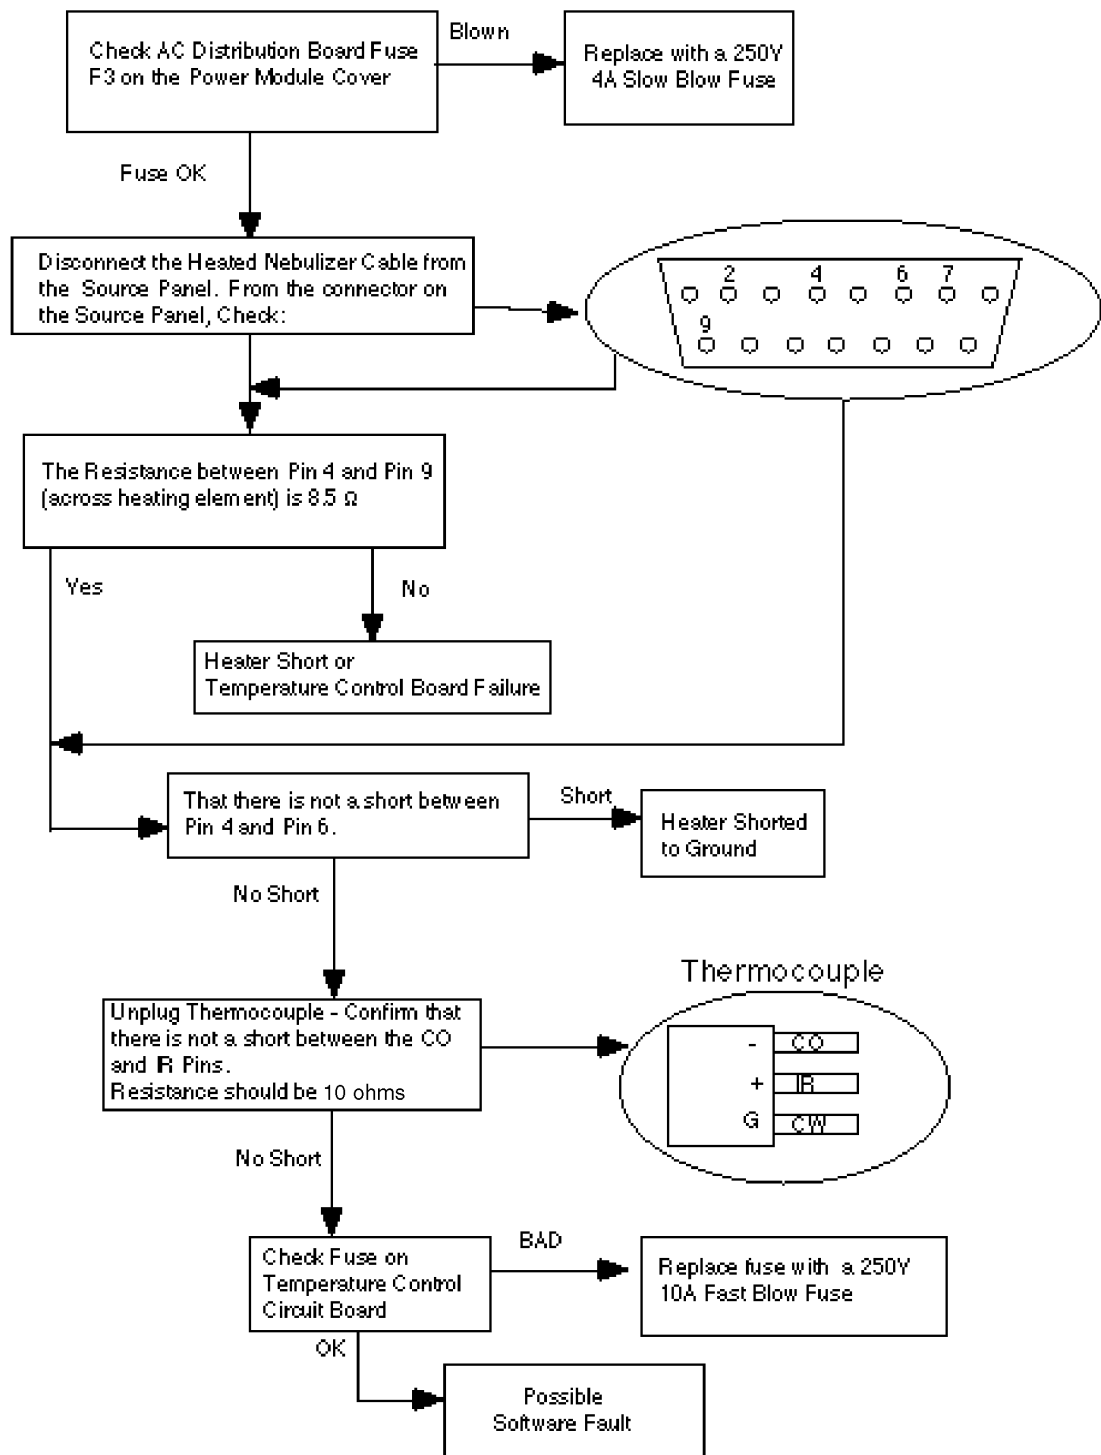 Check AC Distribution Board Fuse
F3 on the Power Module Cover
Blown
Replace with a 250V
4A Slow Blow Fuse
Fuse OK
Disconnect the Heated Nebulizer Cable from
the Source Panel. From the connector on
the Source Panel, Check:
2 4 6 7
9
The Resistance between Pin 4 and Pin 9
(across heating element) is 8.5 Ω
Yes
No
Heater Short or
Temperature Control Board Failure
That there is not a short between
Pin 4 and Pin 6.
Short
Heater Shorted
to Ground
No Short
Thermocouple
Unplug Thermocouple - Confirm that
there is not a short between the CO
and IR Pins.
Resistance should be 10 ohms
- CO
+ IR
G CW
No Short
Check Fuse on
Temperature Control
Circuit Board
BAD
Replace fuse with a 250V
10A Fast Blow Fuse
OK
Possible
Software Fault